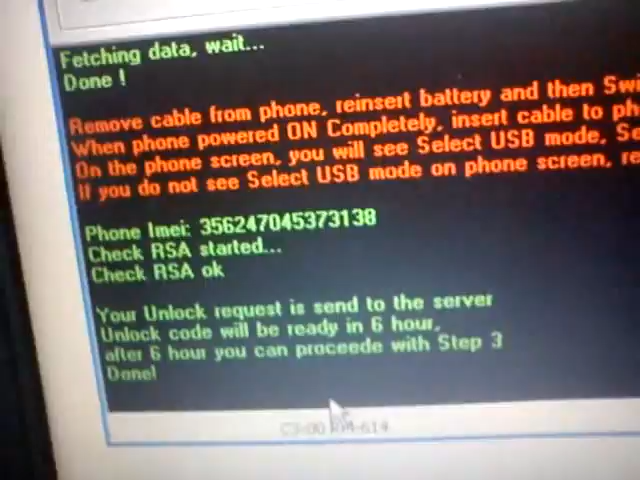 Fetching data, wait...
Done !
Remove cable from phone, reinsert battery and then
When phone powered ON Completely, insert cable to
On the phone screen, you will see Select USB mode,
If you do not see Select USB mode on phone screen,
Phone Imei: 356247045373138
Check RSA started...
Check RSA ok
Your Unlock request is send to the server
Unlock code will be ready in 6 hour,
after 6 hour you can proceede with Step 3
Done!